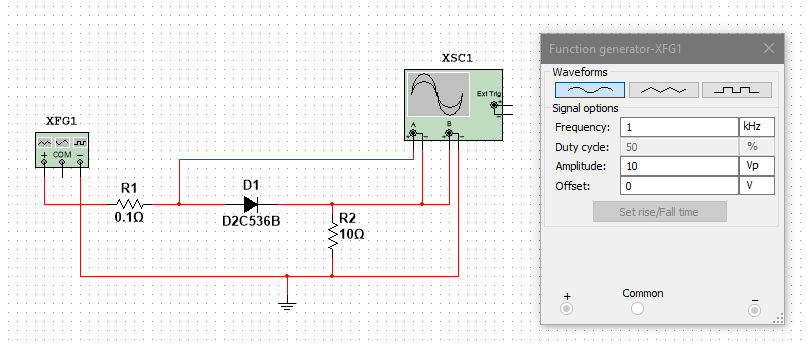 XSC1
Ext Trig
+
−
A
B
+ − + −
XFG1
+ COM −
R1
0.1Ω
D1
D2C536B
R2
10Ω
Function generator-XFG1
Waveforms
Signal options
Frequency: 1 kHz
Duty cycle: 50 %
Amplitude: 10 Vp
Offset: 0 V
Set rise/Fall time
+ Common −